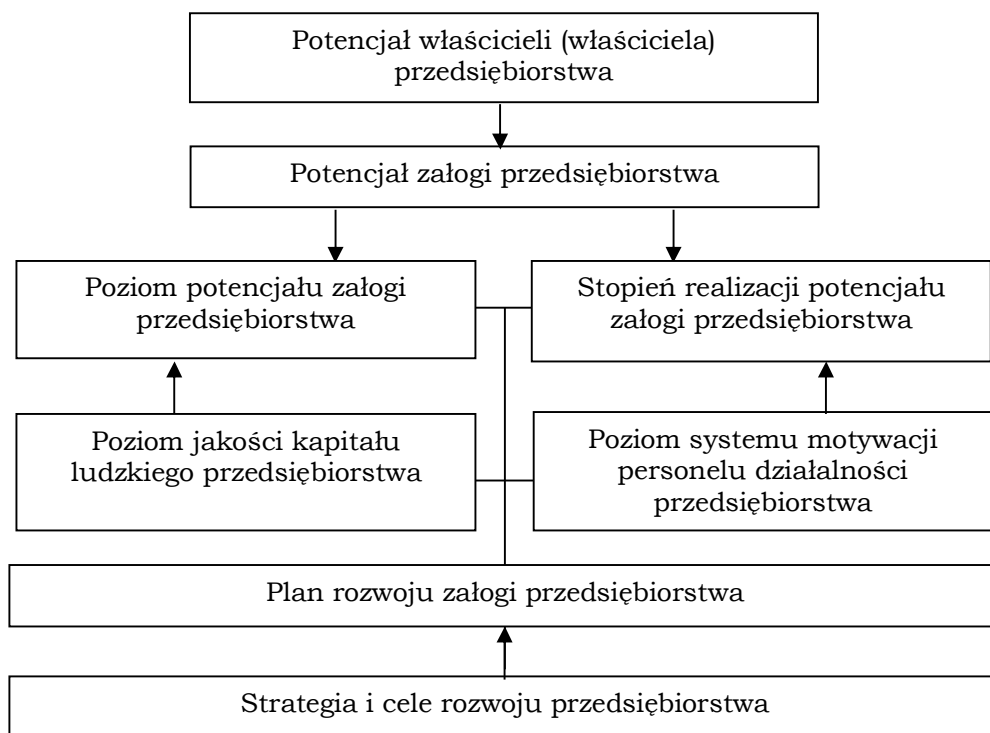 Potencjał właścicieli (właściciela)
przedsiębiorstwa
Potencjał załogi przedsiębiorstwa
Poziom potencjału załogi
przedsiębiorstwa
Stopień realizacji potencjału
załogi przedsiębiorstwa
Poziom jakości kapitału
ludzkiego przedsiębiorstwa
Poziom systemu motywacji
personelu działalności
przedsiębiorstwa
Plan rozwoju załogi przedsiębiorstwa
Strategia i cele rozwoju przedsiębiorstwa